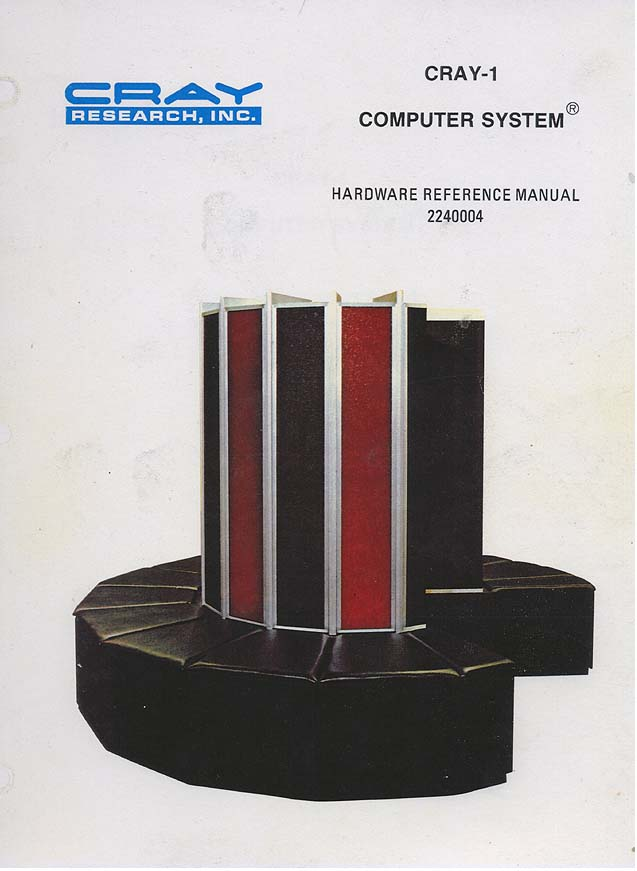 CRAY
RESEARCH, INC.
CRAY-1
COMPUTER SYSTEM®
HARDWARE REFERENCE MANUAL
2240004